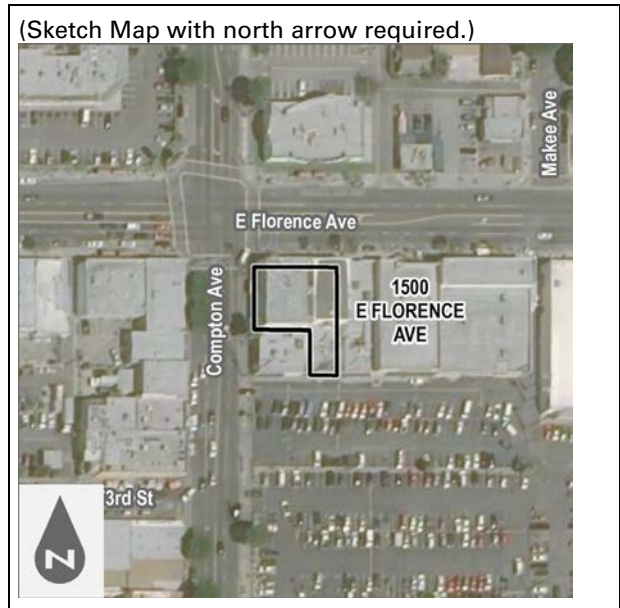 (Sketch Map with north arrow required.)
Makee Ave
E Florence Ave
Compton Ave
1500
E FLORENCE
AVE
3rd St
N